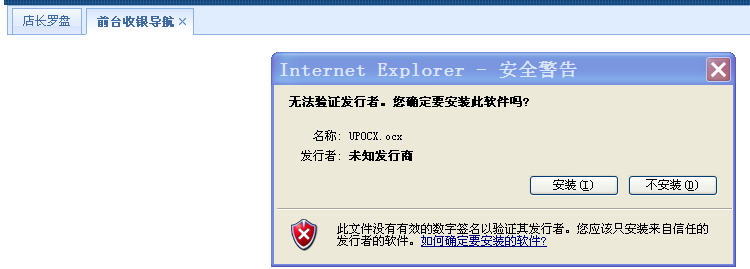 店长罗盘 前台收银导航
Internet Explorer - 安全警告
无法验证发行者。您确定要安装此软件吗?
名称: UPOCX.ocx
发行者: 未知发行商
安装(I) 不安装(D)
此文件没有有效的数字签名以验证其发行者。您应该只安装来自信任的
发行者的软件。如何确定要安装的软件?